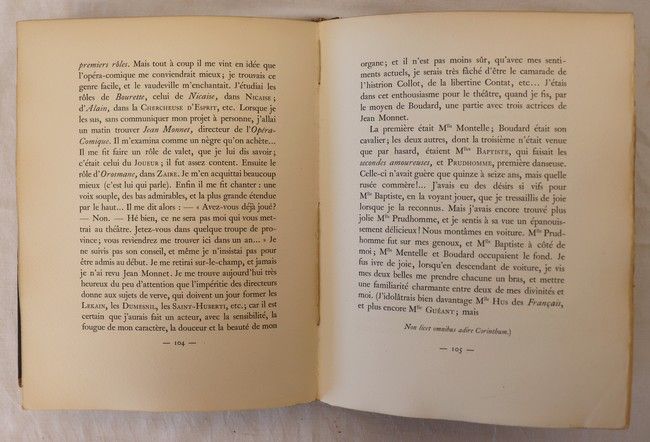 premiers rôles. Mais tout à coup il me vint en idée que
l'opéra-comique me conviendrait mieux ; je trouvais ce
genre facile, et le vaudeville m'enchantait. J'étudiai les
rôles de Bourette, celui de Nicaise, dans NICAISE ;
d'Alain, dans la CHERCHEUSE D'ESPRIT, etc. Lorsque je
les sus, sans communiquer mon projet à personne, j'allai
un matin trouver Jean Monnet, directeur de l'Opéra-
Comique. Il m'examina comme un nègre qu'on achète...
Il me fit faire un rôle de valet, que je lui dis savoir ;
c'était celui du JOUEUR ; il fut assez content. Ensuite le
rôle d'Orosmane, dans ZAIRE. Je m'en acquittai beaucoup
mieux (c'est lui qui parle). Enfin il me fit chanter : une
voix souple, des bas admirables, et la plus grande étendue
par le haut... Il me dit alors : — « Avez-vous déjà joué?
— Non. — Hé bien, ce ne sera pas moi qui vous met-
trai au théâtre. Jetez-vous dans quelque troupe de pro-
vince ; vous reviendrez me trouver ici dans un an... » Je
ne suivis pas son conseil, et même je n'insistai pas pour
être admis au début. Je me retirai sur-le-champ, et jamais
je n'ai revu Jean Monnet. Je me trouve aujourd'hui très
heureux du peu d'attention que l'impéritie des directeurs
donne aux sujets de verve, qui doivent un jour former les
LEKAIN, les DUMESNIL, les SAINT-HUBERTI, etc.; car il est
certain que j'aurais fait un acteur, avec la sensibilité, la
fougue de mon caractère, la douceur et la beauté de mon
— 104 —
organe ; et il n'est pas moins sûr, qu'avec mes senti-
ments actuels, je serais très fâché d'être le camarade de
l'histrion Collot, de la libertine Contat, etc... J'étais
dans cet enthousiasme pour le théâtre, quand je fis, par
le moyen de Boudard, une partie avec trois actrices de
Jean Monnet.
La première était Mlle Montelle; Boudard était son
cavalier; les deux autres, dont la troisième n'était venue
que par hasard, étaient Mlles BAPTISTE, qui faisait les
secondes amoureuses, et PRUDHOMME, première danseuse.
Celle-ci n'avait guère que quinze à seize ans, mais quelle
rusée commère!... J'avais eu des désirs si vifs pour
Mlle Baptiste, en la voyant jouer, que je tressaillis de joie
lorsque je la reconnus. Mais j'avais encore trouvé plus
jolie Mlle Prudhomme, et je sentis à sa vue un épanouis-
sement délicieux! Nous montâmes en voiture. Mlle Prud-
homme fut sur mes genoux, et Mlle Baptiste à côté de
moi ; Mlle Mentelle et Boudard occupaient le fond. Je
fus ivre de joie, lorsqu'en descendant de voiture, je vis
mes deux belles me prendre chacune un bras, et mettre
une familiarité charmante entre deux de mes divinités et
moi. (J'idolâtrais bien davantage Mlle HUS des Français,
et plus encore Mlle GUÉANT; mais
Non licet omnibus adire Corinthum.)
— 105 —